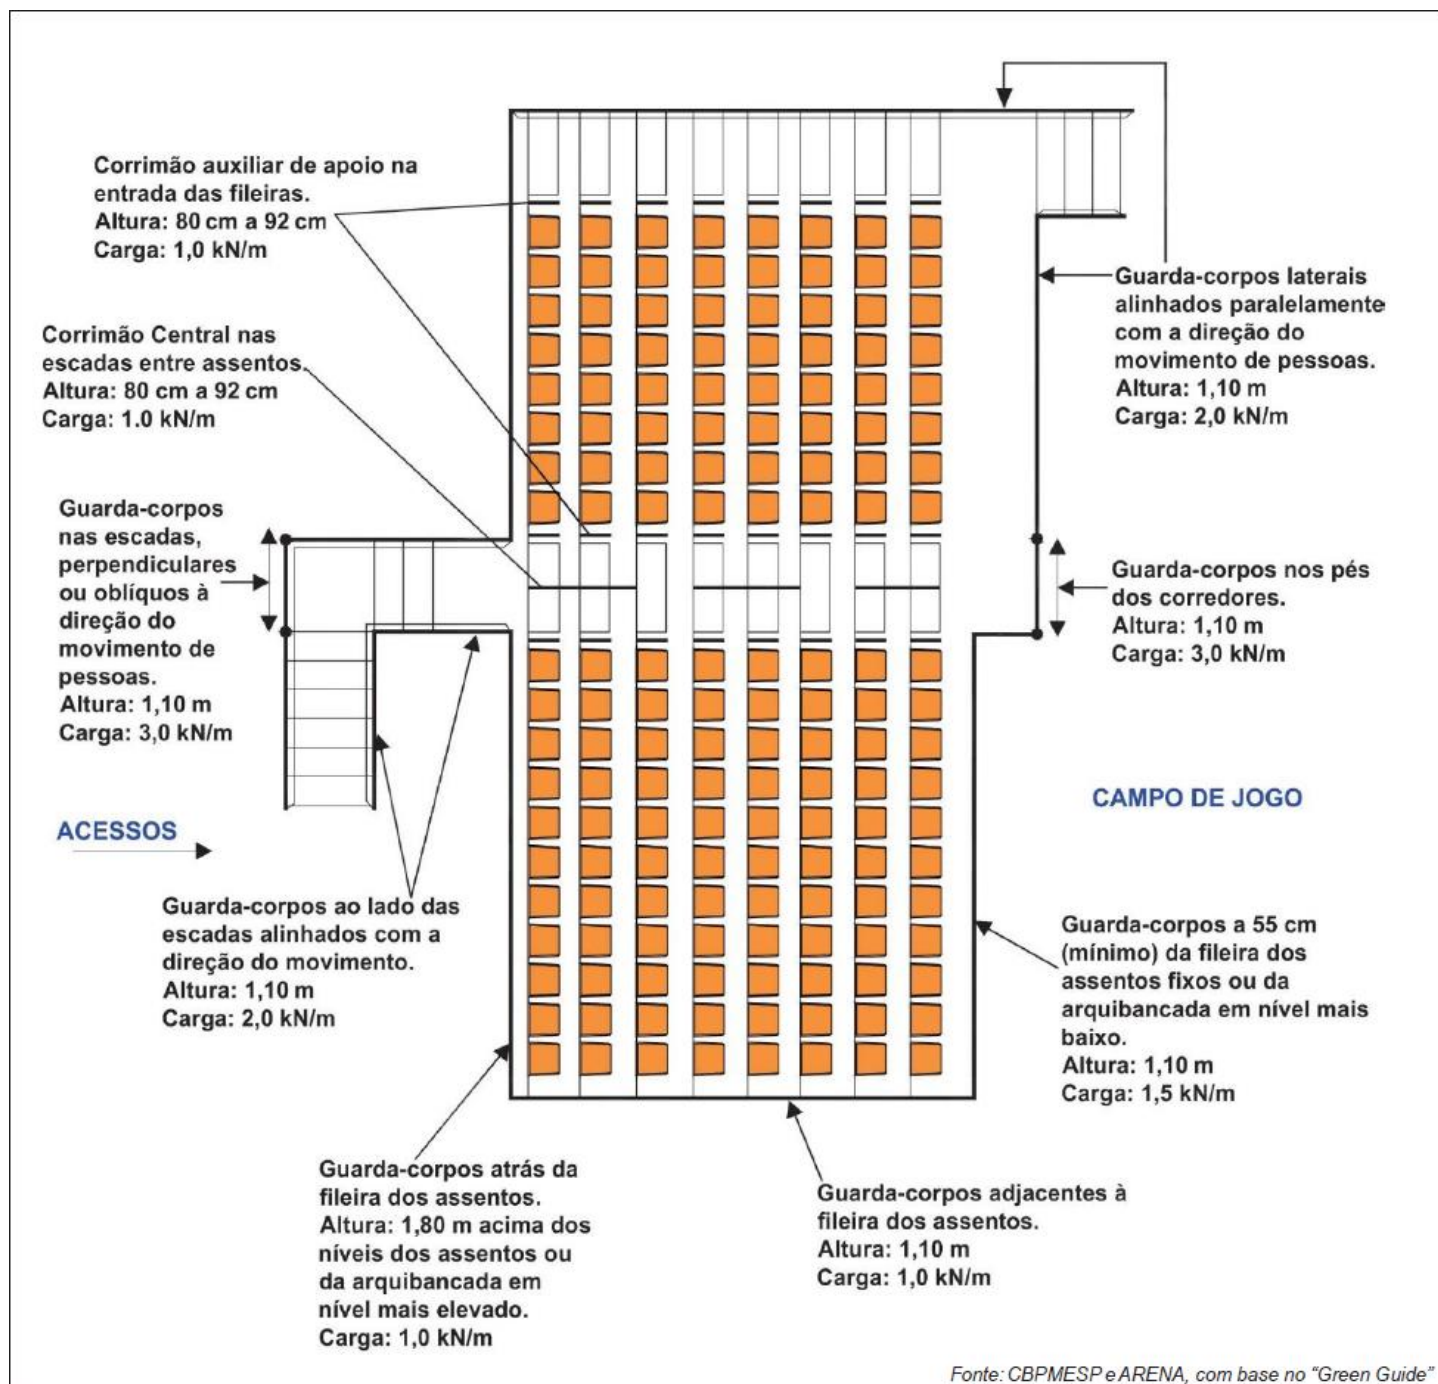 Corrimão auxiliar de apoio na
entrada das fileiras.
Altura: 80 cm a 92 cm
Carga: 1,0 kN/m
Corrimão Central nas
escadas entre assentos.
Altura: 80 cm a 92 cm
Carga: 1.0 kN/m
Guarda-corpos
nas escadas,
perpendiculares
ou oblíquos à
direção do
movimento de
pessoas.
Altura: 1,10 m
Carga: 3,0 kN/m
ACESSOS
Guarda-corpos ao lado das
escadas alinhados com a
direção do movimento.
Altura: 1,10 m
Carga: 2,0 kN/m
Guarda-corpos atrás da
fileira dos assentos.
Altura: 1,80 m acima dos
níveis dos assentos ou
da arquibancada em
nível mais elevado.
Carga: 1,0 kN/m
Guarda-corpos laterais
alinhados paralelamente
com a direção do
movimento de pessoas.
Altura: 1,10 m
Carga: 2,0 kN/m
Guarda-corpos nos pés
dos corredores.
Altura: 1,10 m
Carga: 3,0 kN/m
CAMPO DE JOGO
Guarda-corpos a 55 cm
(mínimo) da fileira dos
assentos fixos ou da
arquibancada em nível mais
baixo.
Altura: 1,10 m
Carga: 1,5 kN/m
Guarda-corpos adjacentes à
fileira dos assentos.
Altura: 1,10 m
Carga: 1,0 kN/m
Fonte: CBPMESP e ARENA, com base no “Green Guide”